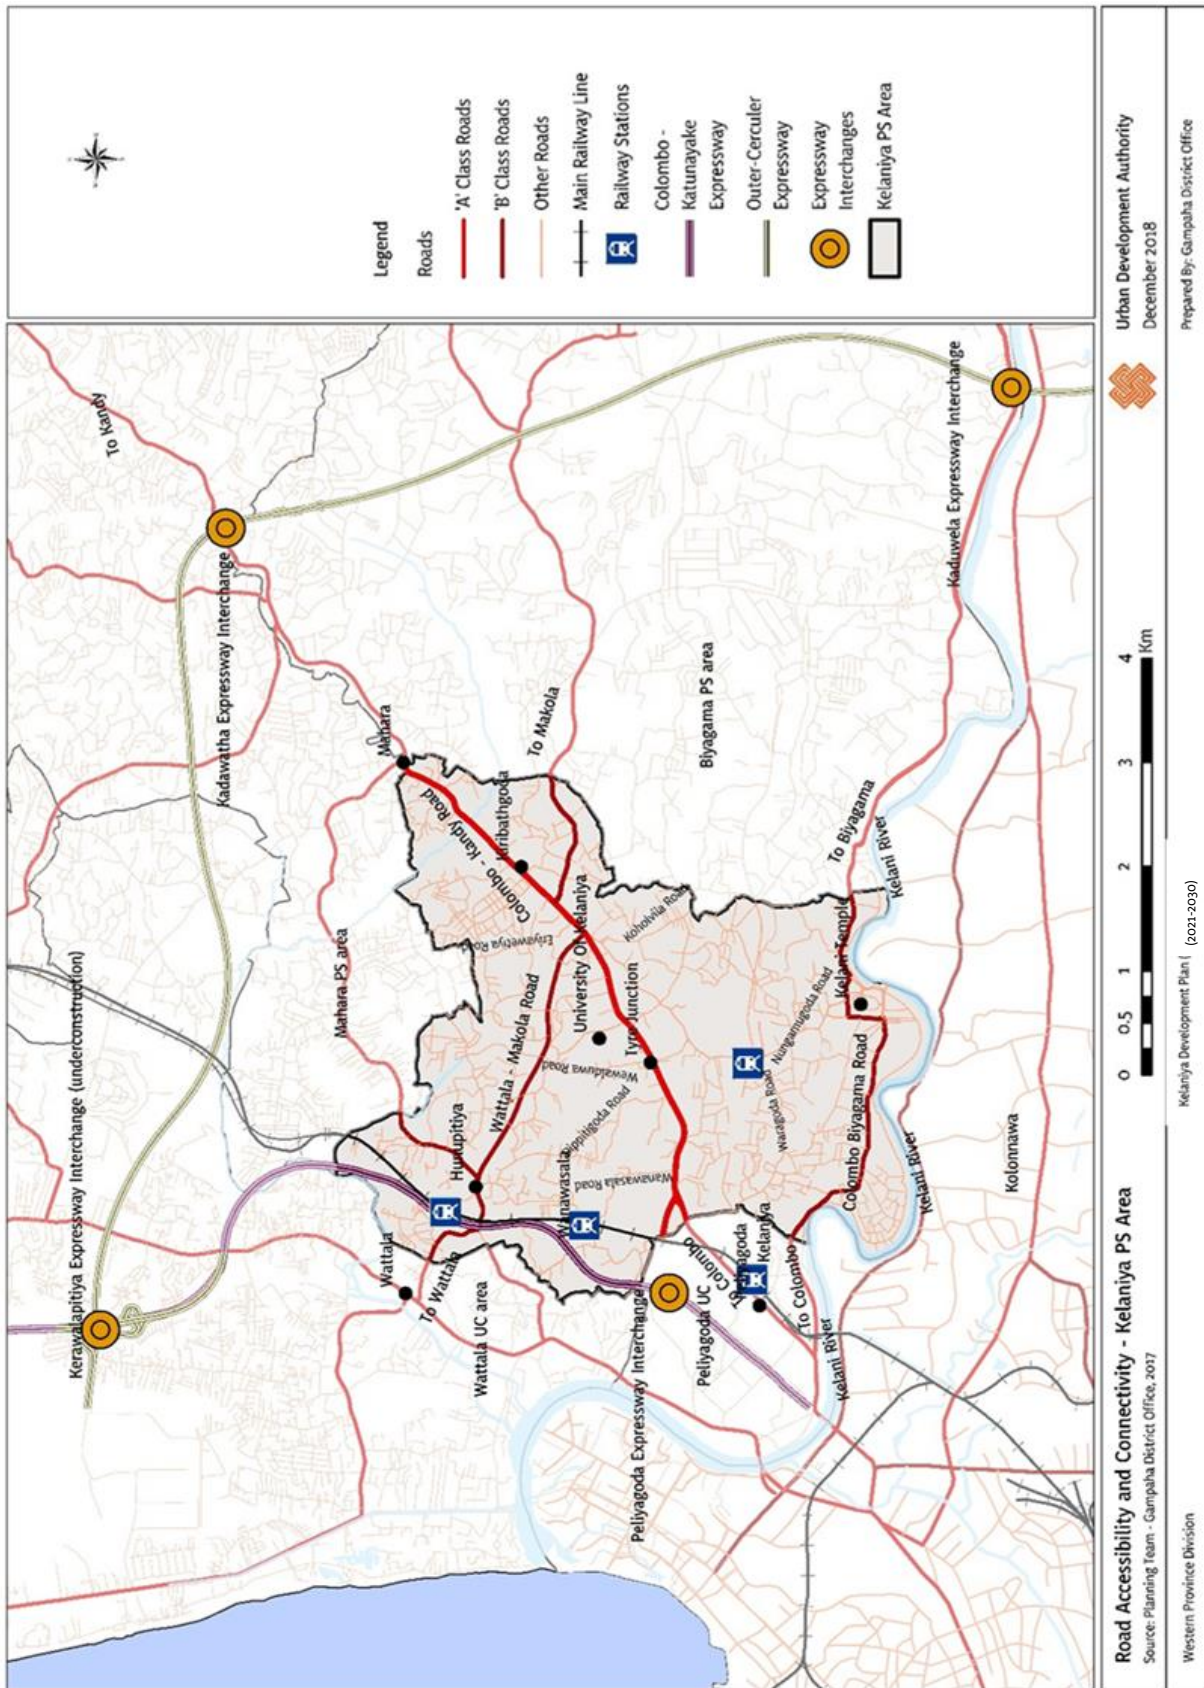 Kerawalapitiya Expressway Interchange (underconstruction)
Kadawatha Expressway Interchange
To Kandy
Mahara PS area
Mahara
Colombo - Kandy Road
Kiribathgoda
Eriyawetiya Road
To Makola
Wattala
To Wattala
Wattala UC area
Hunupitiya
Wattala - Makola Road
University Of Kelaniya
Koholvila Road
Wewalduwa Road
Tyre Junction
Wanawasala
Wanawasala Road
Biyagama PS area
Peliyagoda Expressway Interchange
Peliyagoda UC
To Colombo
Kelaniya
To Colombo
Waragoda Road
Nungamugoda Road
Kelani Temple
To Biyagama
Kelani River
Colombo Biyagama Road
Kelani River
Kelani River
Kolonnawa
Kaduwela Expressway Interchange
Legend
Roads
'A' Class Roads
'B' Class Roads
Other Roads
Main Railway Line
Railway Stations
Colombo -
Katunayake
Expressway
Outer-Cerculer
Expressway
Expressway
Interchanges
Kelaniya PS Area
Road Accessibility and Connectivity - Kelaniya PS Area
Source: Planning Team - Gampaha District Office, 2017
0 0.5 1 2 3 4
Km
Urban Development Authority
December 2018
Western Province Division
Kelaniya Development Plan ( (2021-2030)
Prepared By: Gampaha District Office